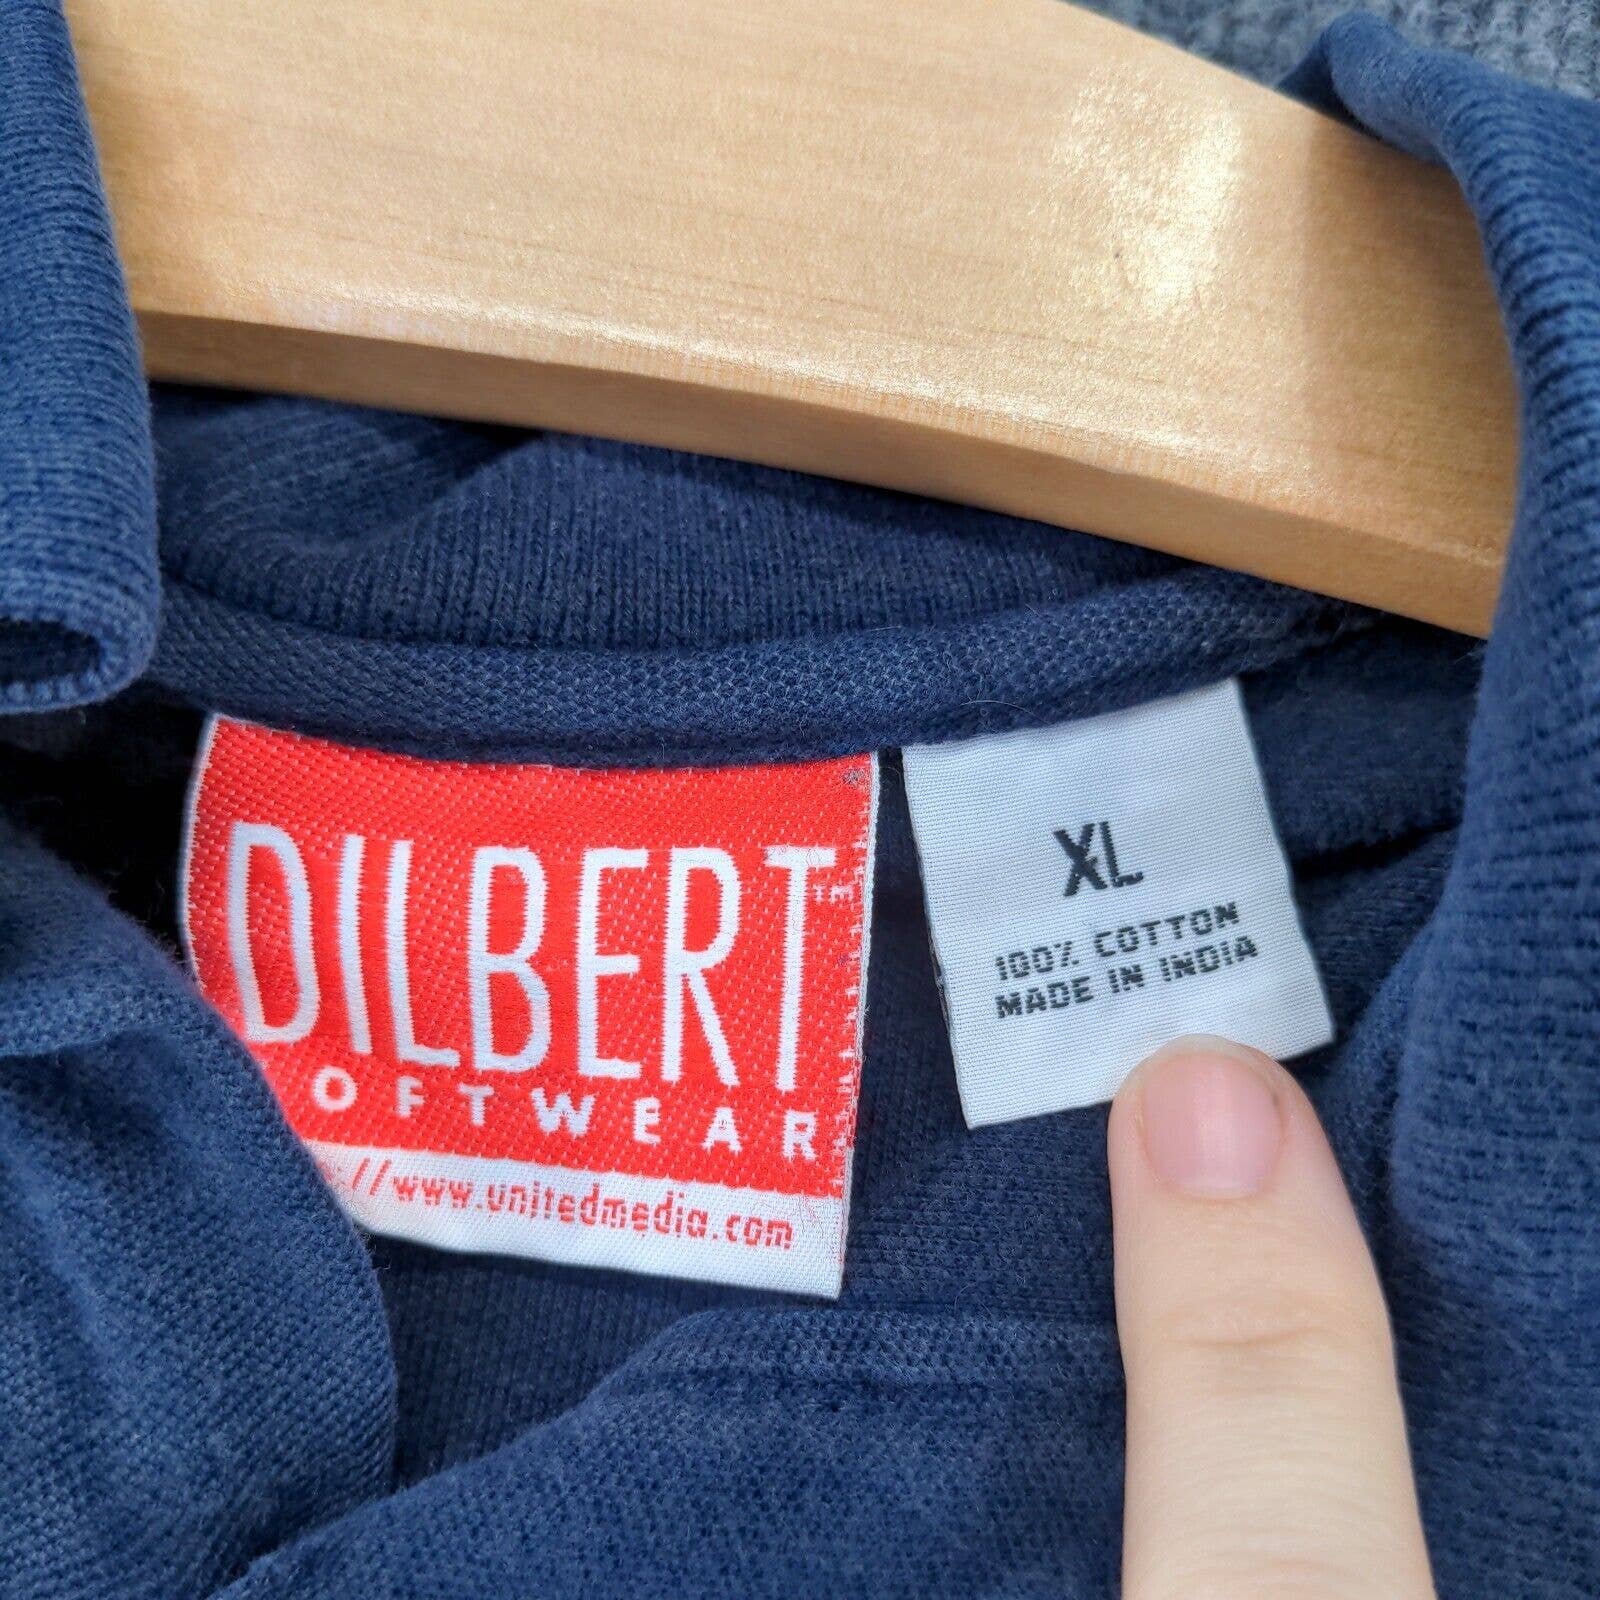 DILBERT™
OFTWEAR
://www.unitedmedia.com
XL
100% COTTON
MADE IN INDIA